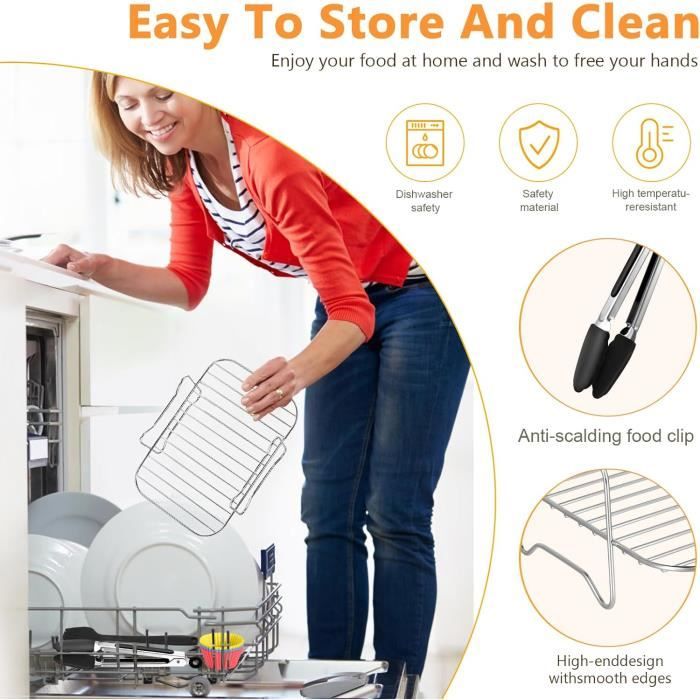 Easy To Store And Clean
Enjoy your food at home and wash to free your hands
Dishwasher
safety
Safety
material
High temperatu-
reresistant
Anti-scalding food clip
High-enddesign
withsmooth edges